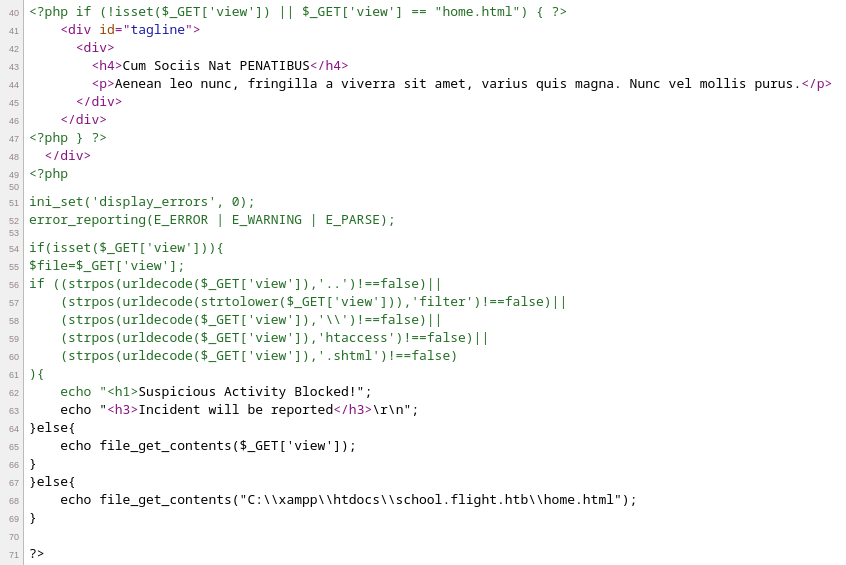 40 <?php if (!isset($_GET['view']) || $_GET['view'] == "home.html") { ?>
41     <div id="tagline">
42       <div>
43         <h4>Cum Sociis Nat PENATIBUS</h4>
44         <p>Aenean leo nunc, fringilla a viverra sit amet, varius quis magna. Nunc vel mollis purus.</p>
45       </div>
46     </div>
47 <?php } ?>
48   </div>
49 <?php
50
51 ini_set('display_errors', 0);
52 error_reporting(E_ERROR | E_WARNING | E_PARSE);
53
54 if(isset($_GET['view'])){
55 $file=$_GET['view'];
56 if ((strpos(urldecode($_GET['view']),'..')!==false)||
57     (strpos(urldecode(strtolower($_GET['view'])),'filter')!==false)||
58     (strpos(urldecode($_GET['view']),'\\')!==false)||
59     (strpos(urldecode($_GET['view']),'htaccess')!==false)||
60     (strpos(urldecode($_GET['view']),'.shtml')!==false)
61 ){
62     echo "<h1>Suspicious Activity Blocked!";
63     echo "<h3>Incident will be reported</h3>\r\n";
64 }else{
65     echo file_get_contents($_GET['view']);
66 }
67 }else{
68     echo file_get_contents("C:\\xampp\\htdocs\\school.flight.htb\\home.html");
69 }
70
71 ?>